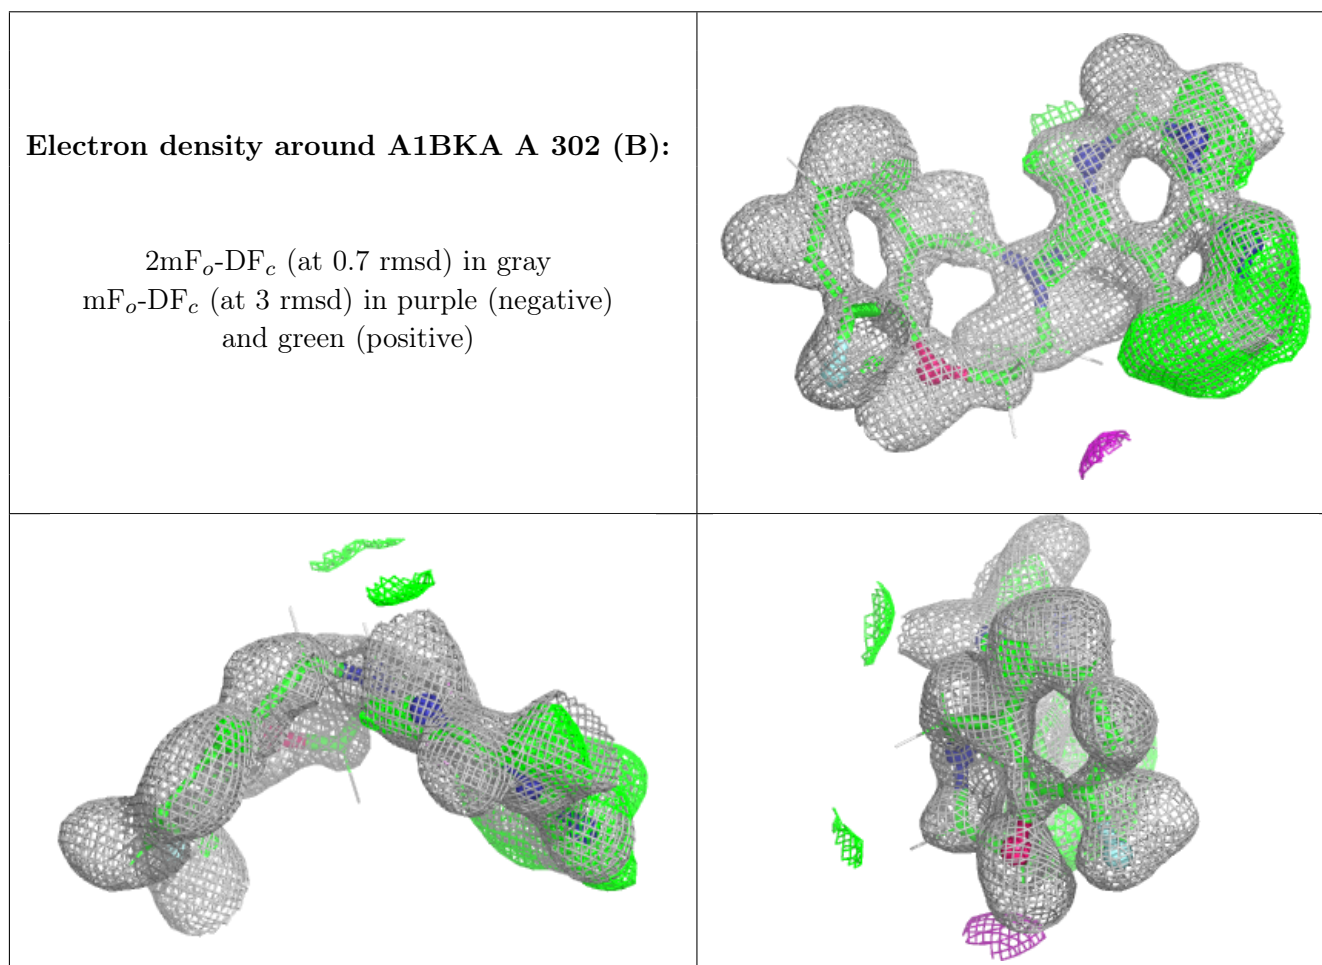 Electron density around A1BKA A 302 (B):
2mFo-DFc (at 0.7 rmsd) in gray
mFo-DFc (at 3 rmsd) in purple (negative)
and green (positive)